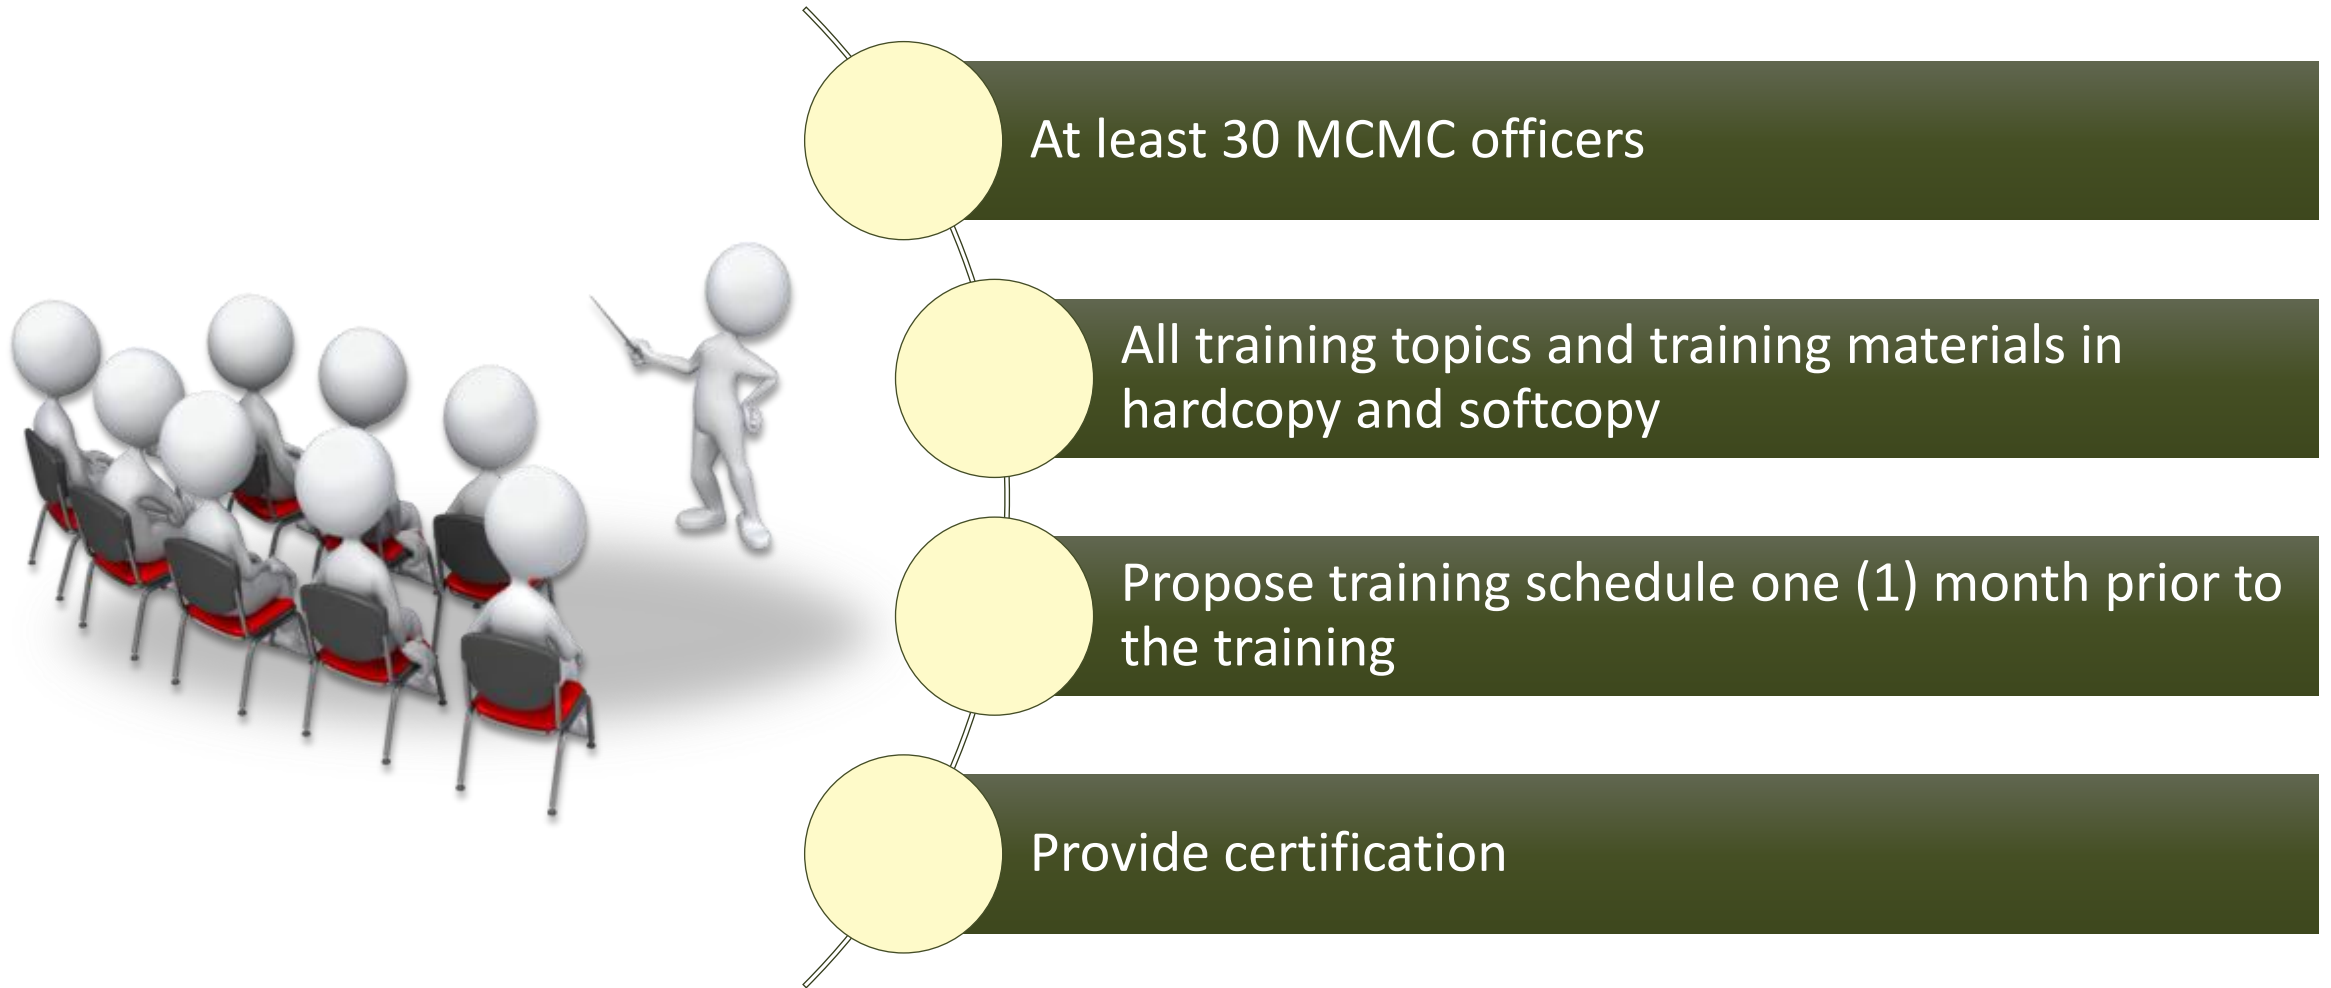 At least 30 MCMC officers
All training topics and training materials in
hardcopy and softcopy
Propose training schedule one (1) month prior to
the training
Provide certification